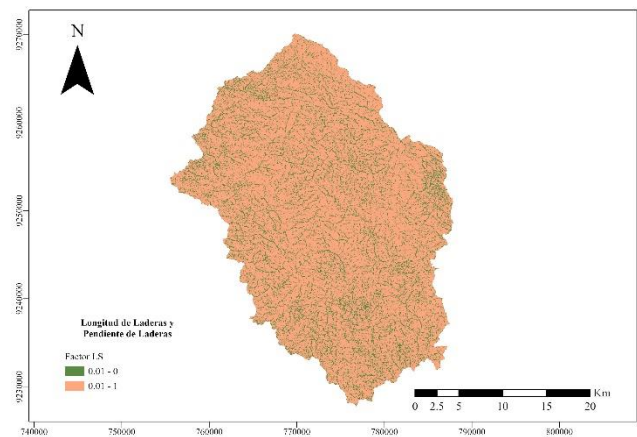 N
9270000
9260000
9250000
9240000
9230000
Longitud de Laderas y
Pendiente de Laderas
Factor LS
0.01 - 0
0.01 - 1
Km
0 2.5 5 10 15 20
740000 750000 760000 770000 780000 790000 800000